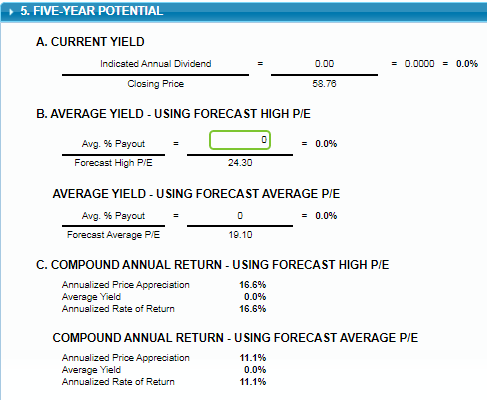 5. FIVE-YEAR POTENTIAL
A. CURRENT YIELD
Indicated Annual Dividend = 0.00 = 0.0000 = 0.0%
Closing Price 58.76
B. AVERAGE YIELD - USING FORECAST HIGH P/E
Avg. % Payout = 0 = 0.0%
Forecast High P/E 24.30
AVERAGE YIELD - USING FORECAST AVERAGE P/E
Avg. % Payout = 0 = 0.0%
Forecast Average P/E 19.10
C. COMPOUND ANNUAL RETURN - USING FORECAST HIGH P/E
Annualized Price Appreciation 16.6%
Average Yield 0.0%
Annualized Rate of Return 16.6%
COMPOUND ANNUAL RETURN - USING FORECAST AVERAGE P/E
Annualized Price Appreciation 11.1%
Average Yield 0.0%
Annualized Rate of Return 11.1%